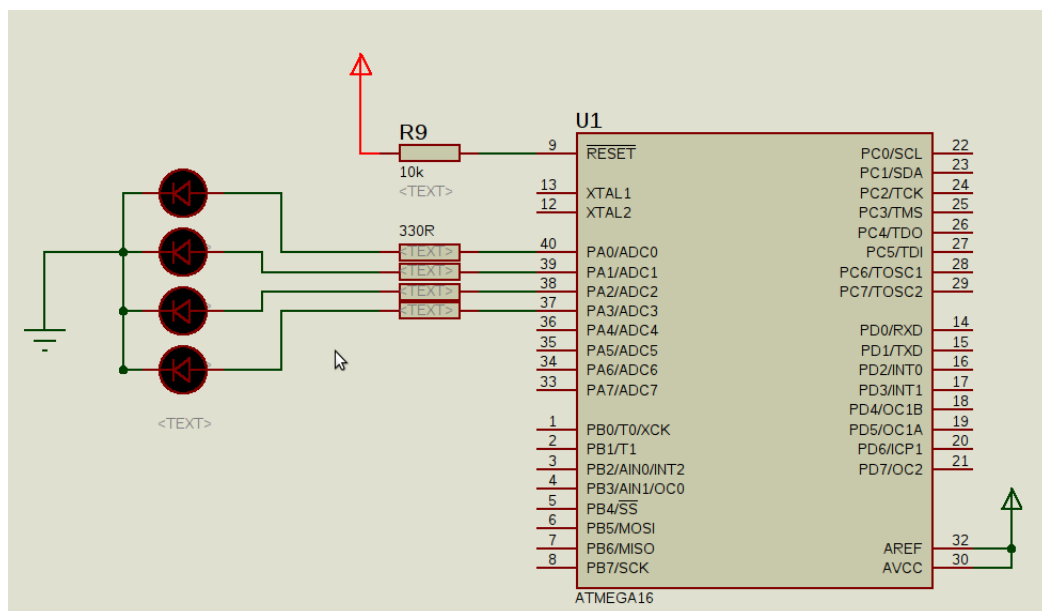 R9
10k
<TEXT>
330R
<TEXT>
<TEXT>
<TEXT>
<TEXT>
<TEXT>
U1
9 RESET
13 XTAL1
12 XTAL2
40 PA0/ADC0
39 PA1/ADC1
38 PA2/ADC2
37 PA3/ADC3
36 PA4/ADC4
35 PA5/ADC5
34 PA6/ADC6
33 PA7/ADC7
1 PB0/T0/XCK
2 PB1/T1
3 PB2/AIN0/INT2
4 PB3/AIN1/OC0
5 PB4/SS
6 PB5/MOSI
7 PB6/MISO
8 PB7/SCK
PC0/SCL 22
PC1/SDA 23
PC2/TCK 24
PC3/TMS 25
PC4/TDO 26
PC5/TDI 27
PC6/TOSC1 28
PC7/TOSC2 29
PD0/RXD 14
PD1/TXD 15
PD2/INT0 16
PD3/INT1 17
PD4/OC1B 18
PD5/OC1A 19
PD6/ICP1 20
PD7/OC2 21
AREF 32
AVCC 30
ATMEGA16